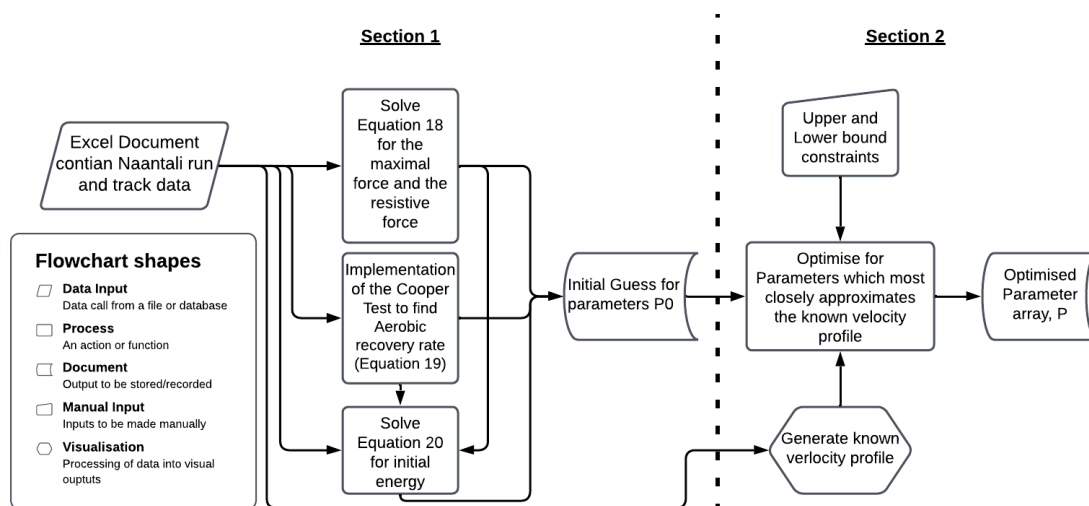 Section 1
Section 2
Excel Document
contian Naantali run
and track data
Solve
Equation 18
for the
maximal
force and the
resistive
force
Upper and
Lower bound
constraints
Flowchart shapes
Data Input
Data call from a file or database
Process
An action or function
Document
Output to be stored/recorded
Manual Input
Inputs to be made manually
Visualisation
Processing of data into visual
ouptuts
Implementation
of the Cooper
Test to find
Aerobic
recovery rate
(Equation 19)
Solve
Equation 20
for initial
energy
Initial Guess for
parameters P0
Optimise for
Parameters which most
closely approximates
the known velocity
profile
Optimised
Parameter
array, P
Generate known
verlocity profile